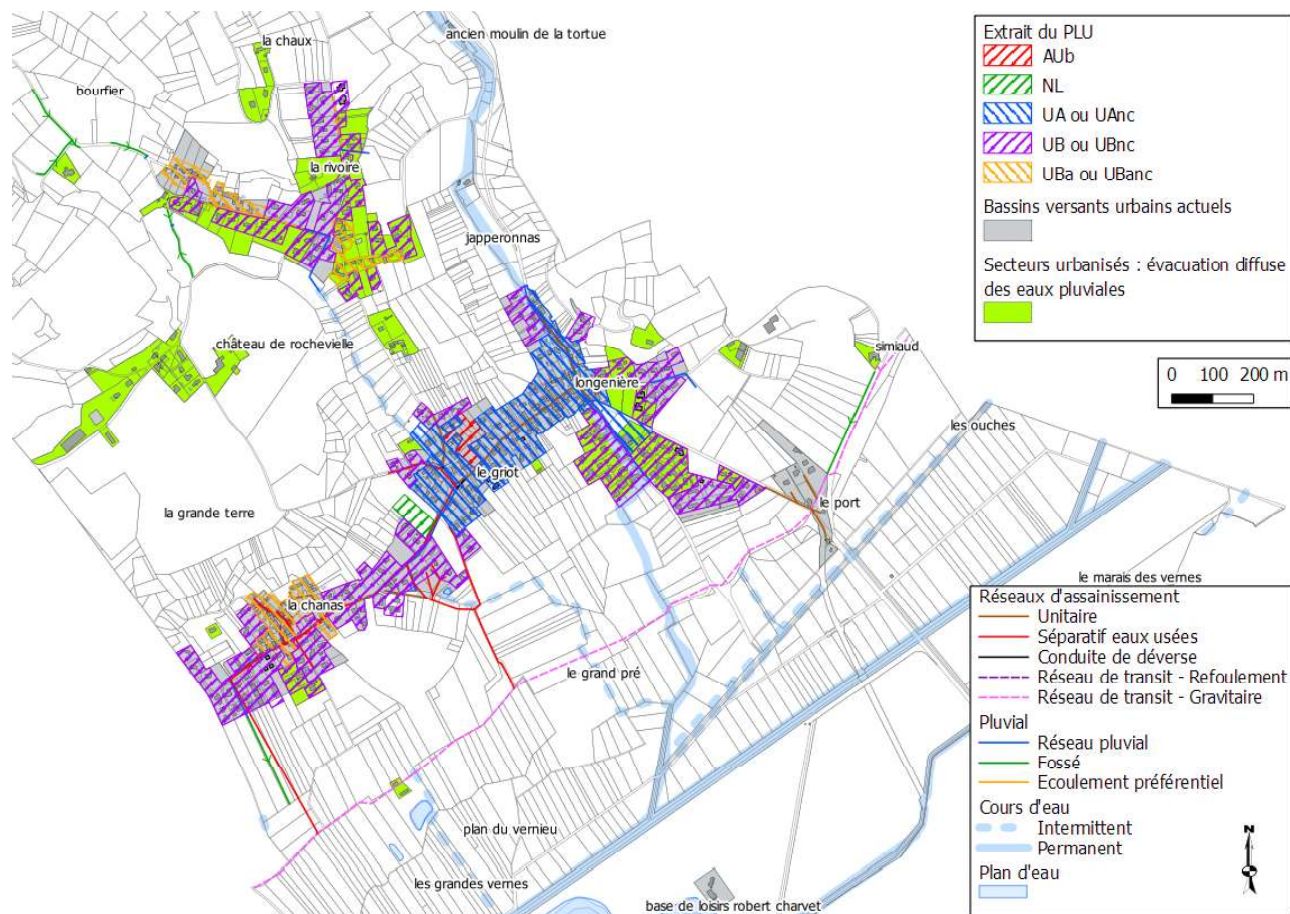 ancien moulin de la tortue
la chaux
bourfier
la rivoire
japperonnas
château de rochevielle
simiaud
longenière
les ouches
le griot
le port
la grande terre
le marais des vernes
la chanas
le grand pré
plan du vernieu
les grandes vernes
base de loisirs robert charvet
Extrait du PLU
AUb
NL
UA ou UAnc
UB ou UBnc
UBa ou UBanc
Bassins versants urbains actuels
Secteurs urbanisés : évacuation diffuse
des eaux pluviales
0 100 200 m
Réseaux d'assainissement
Unitaire
Séparatif eaux usées
Conduite de déverse
Réseau de transit - Refoulement
Réseau de transit - Gravitaire
Pluvial
Réseau pluvial
Fossé
Ecoulement préférentiel
Cours d'eau
Intermittent
Permanent
Plan d'eau
N